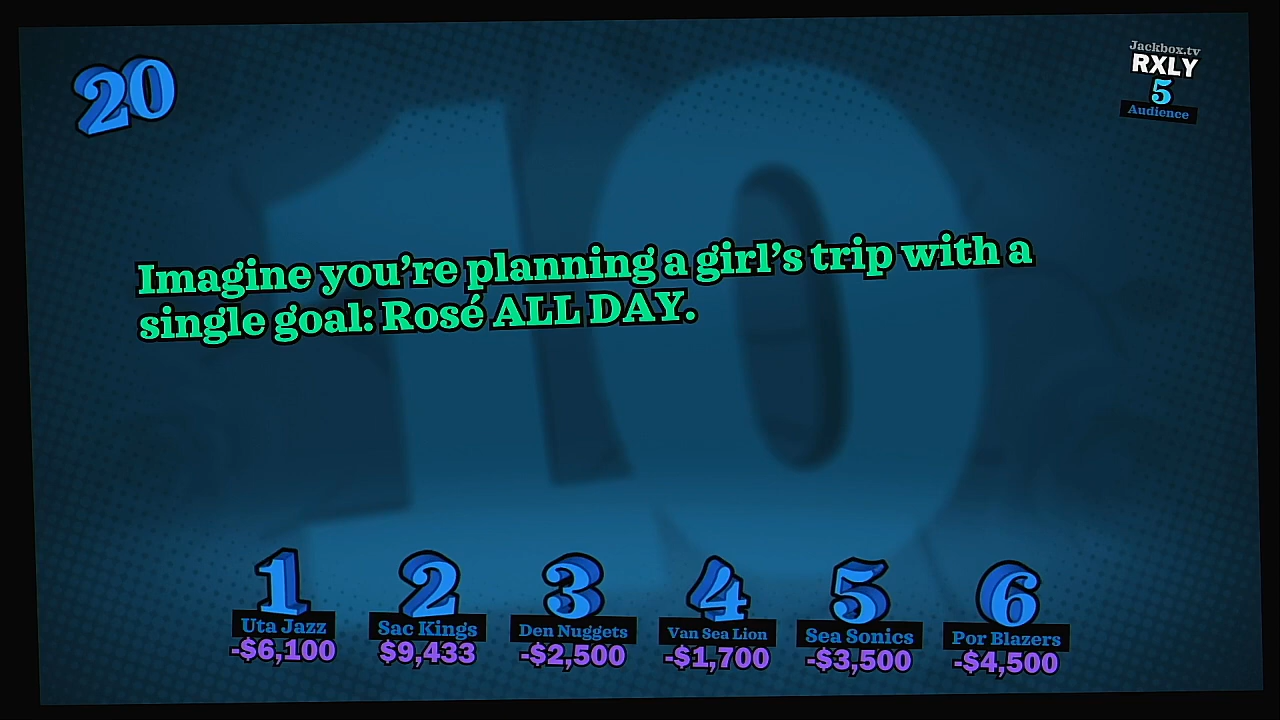 20
Jackbox.tv
RXLY
5
Audience
10
Imagine you're planning a girl's trip with a
single goal: Rosé ALL DAY.
1 2 3 4 5 6
Uta Jazz Sac Kings Den Nuggets Van Sea Lion Sea Sonics Por Blazers
-$6,100 $9,433 -$2,500 -$1,700 -$3,500 -$4,500